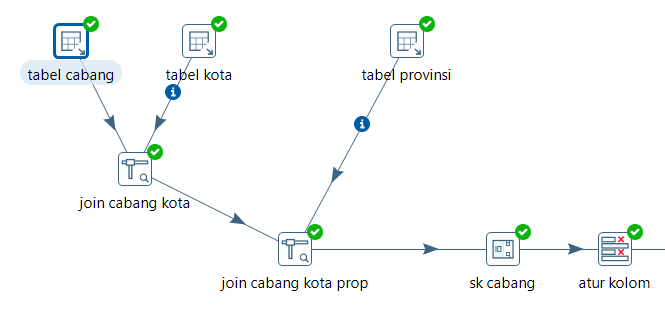 tabel cabang
tabel kota
tabel provinsi
join cabang kota
join cabang kota prop
sk cabang
atur kolom